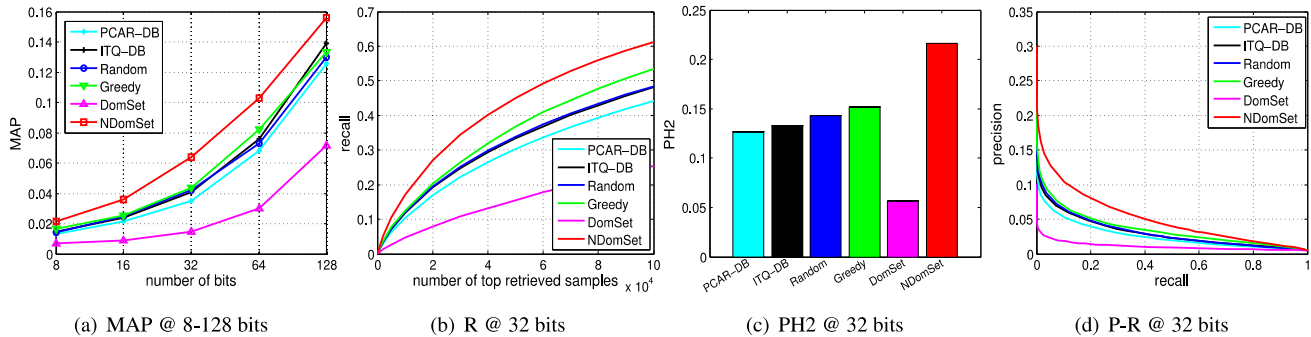 0.16
0.14
0.12
0.1
0.08
0.06
0.04
0.02
0
MAP
8
16
32
64
128
number of bits
PCAR-DB
ITQ-DB
Random
Greedy
DomSet
NDomSet
(a) MAP @ 8-128 bits
0.7
0.6
0.5
0.4
0.3
0.2
0.1
0
recall
0
2
4
6
8
10
number of top retrieved samples
x 10^4
PCAR-DB
ITQ-DB
Random
Greedy
DomSet
NDomSet
(b) R @ 32 bits
0.25
0.2
0.15
0.1
0.05
0
PH2
PCAR-DB
ITQ-DB
Random
Greedy
DomSet
NDomSet
(c) PH2 @ 32 bits
0.35
0.3
0.25
0.2
0.15
0.1
0.05
0
precision
0
0.2
0.4
0.6
0.8
1
recall
PCAR-DB
ITQ-DB
Random
Greedy
DomSet
NDomSet
(d) P-R @ 32 bits